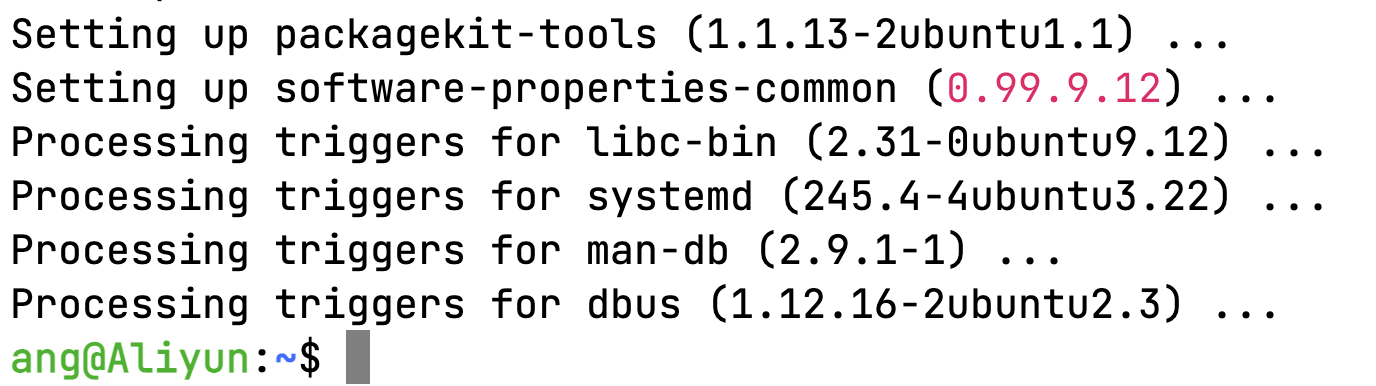 Setting up packagekit-tools (1.1.13-2ubuntu1.1) ...
Setting up software-properties-common (0.99.9.12) ...
Processing triggers for libc-bin (2.31-0ubuntu9.12) ...
Processing triggers for systemd (245.4-4ubuntu3.22) ...
Processing triggers for man-db (2.9.1-1) ...
Processing triggers for dbus (1.12.16-2ubuntu2.3) ...
ang@Aliyun:~$